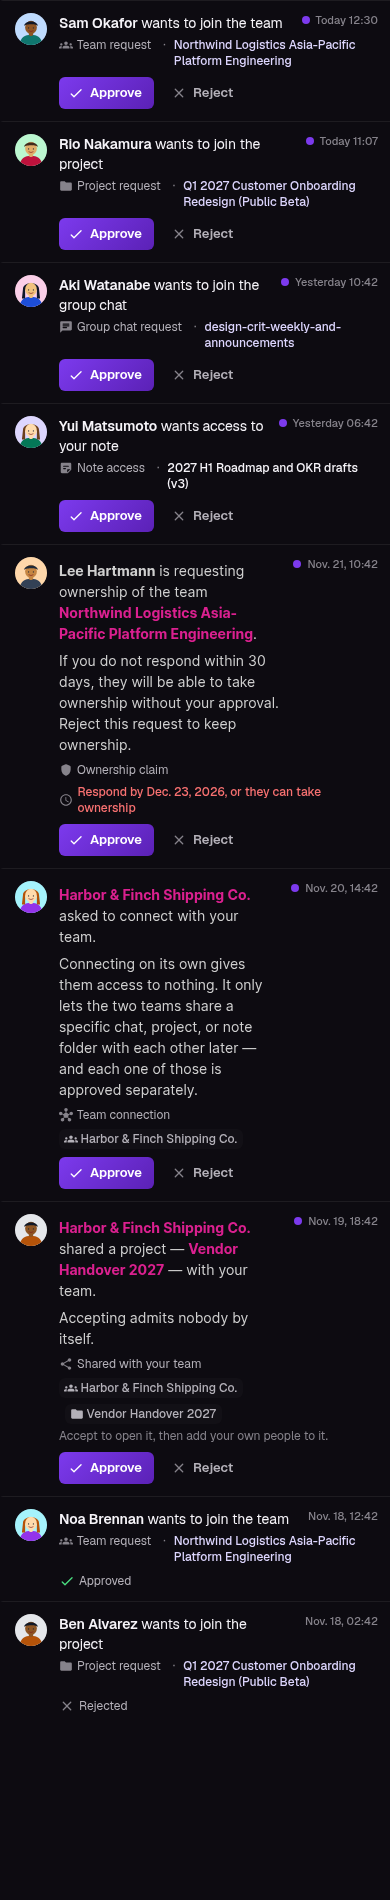 Sam Okafor wants to join the team
Today 12:30
Team request · Northwind Logistics Asia-Pacific
Platform Engineering
Approve Reject
Rio Nakamura wants to join the
project
Today 11:07
Project request · Q1 2027 Customer Onboarding
Redesign (Public Beta)
Approve Reject
Aki Watanabe wants to join the
group chat
Yesterday 10:42
Group chat request · design-crit-weekly-and-
announcements
Approve Reject
Yui Matsumoto wants access to
your note
Yesterday 06:42
Note access · 2027 H1 Roadmap and OKR drafts
(v3)
Approve Reject
Lee Hartmann is requesting
ownership of the team
Northwind Logistics Asia-
Pacific Platform Engineering.
Nov. 21, 10:42
If you do not respond within 30
days, they will be able to take
ownership without your approval.
Reject this request to keep
ownership.
Ownership claim
Respond by Dec. 23, 2026, or they can take
ownership
Approve Reject
Harbor & Finch Shipping Co.
asked to connect with your
team.
Nov. 20, 14:42
Connecting on its own gives
them access to nothing. It only
lets the two teams share a
specific chat, project, or note
folder with each other later —
and each one of those is
approved separately.
Team connection
Harbor & Finch Shipping Co.
Approve Reject
Harbor & Finch Shipping Co.
shared a project — Vendor
Handover 2027 — with your
team.
Nov. 19, 18:42
Accepting admits nobody by
itself.
Shared with your team
Harbor & Finch Shipping Co.
Vendor Handover 2027
Accept to open it, then add your own people to it.
Approve Reject
Noa Brennan wants to join the team
Nov. 18, 12:42
Team request · Northwind Logistics Asia-Pacific
Platform Engineering
Approved
Ben Alvarez wants to join the
project
Nov. 18, 02:42
Project request · Q1 2027 Customer Onboarding
Redesign (Public Beta)
Rejected